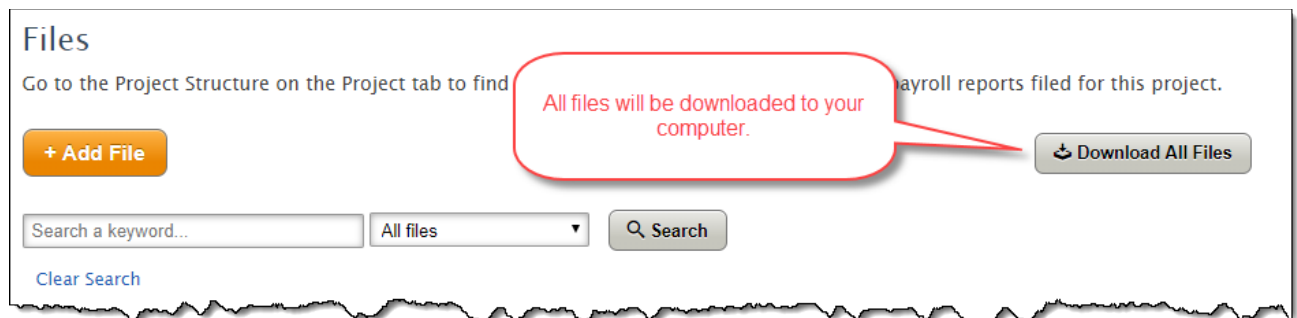 Files
Go to the Project Structure on the Project tab to find ayroll reports filed for this project.
All files will be downloaded to your
computer.
+ Add File
Download All Files
Search a keyword...
All files
Search
Clear Search